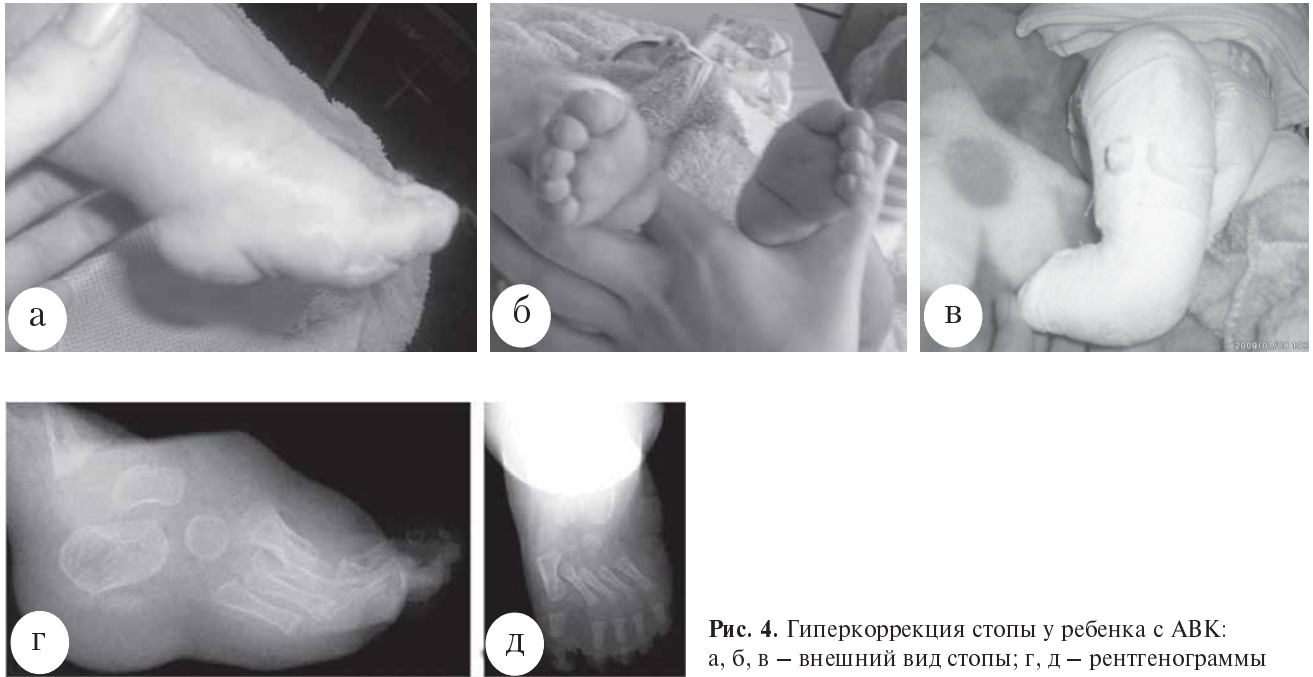 а
б
в
г
д
Рис. 4. Гиперкоррекция стопы у ребенка с АВК:
а, б, в – внешний вид стопы; г, д – рентгенограммы